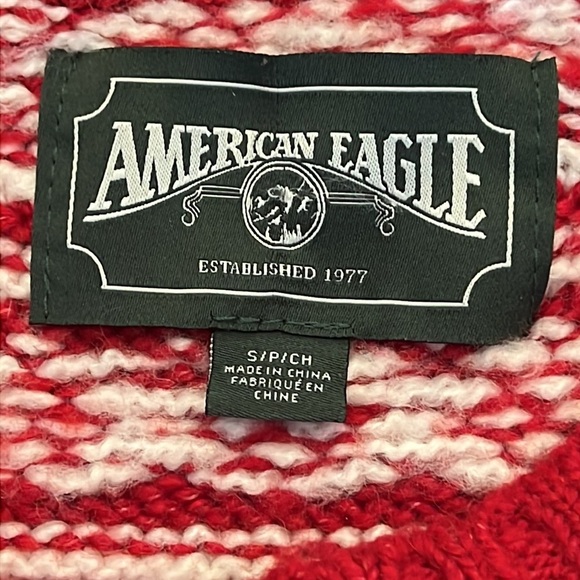 AMERICAN EAGLE
ESTABLISHED 1977
S/P/CH
MADE IN CHINA
FABRIQUÉ EN
CHINE